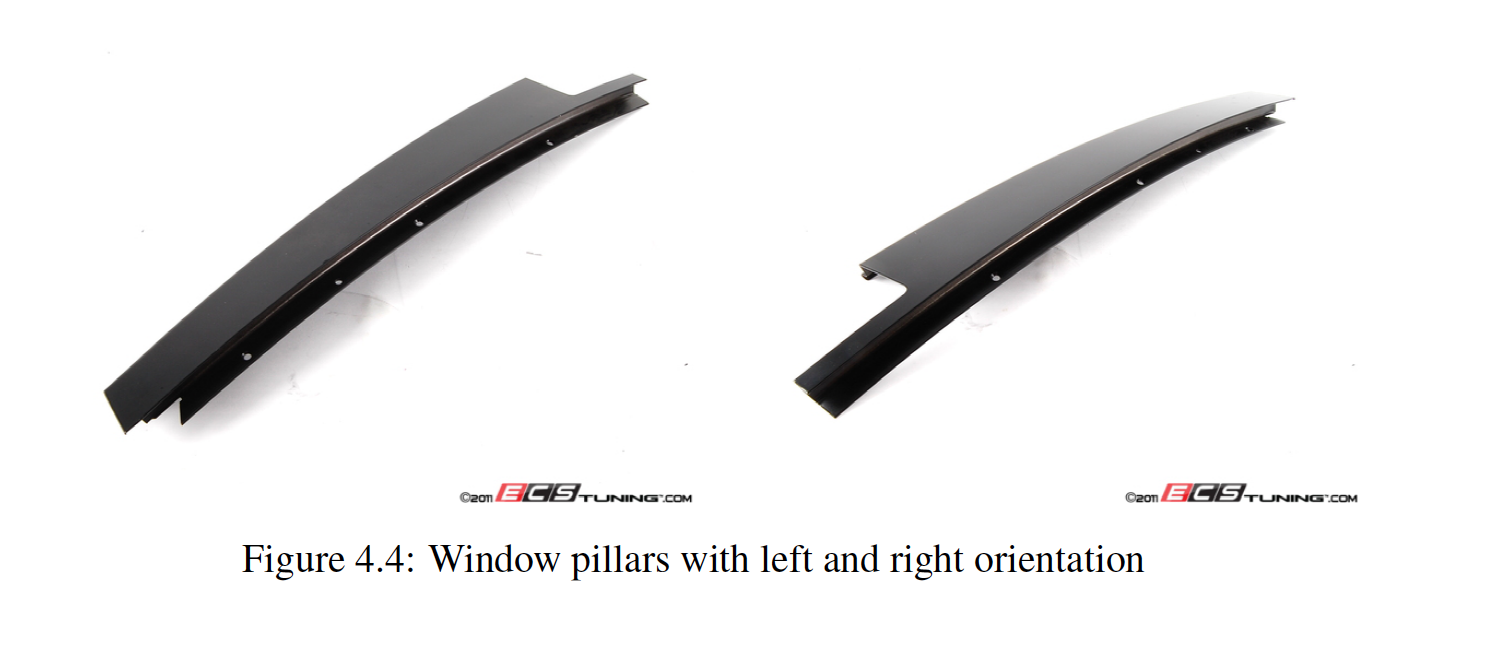 ©2011 ECS TUNING.COM
©2011 ECS TUNING.COM
Figure 4.4: Window pillars with left and right orientation